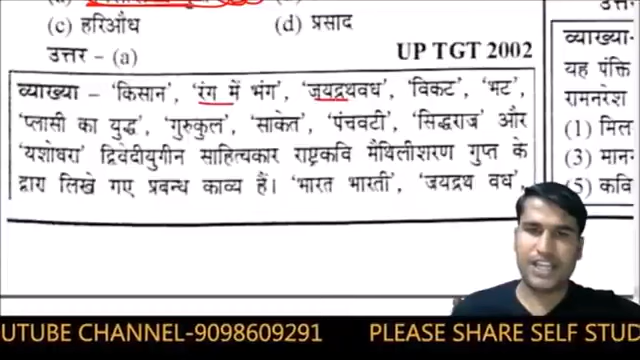 (c) हरिऔध
(d) प्रसाद
उत्तर – (a)
UP TGT 2002
व्याख्या – 'किसान', 'रंग में भंग', 'जयद्रथवध', 'विकट', 'भट',
'प्लासी का युद्ध', 'गुरुकुल', 'साकेत', 'पंचवटी', 'सिद्धराज' और
'यशोधरा' द्विवेदीयुगीन साहित्यकार राष्ट्रकवि मैथिलीशरण गुप्त के
द्वारा लिखे गए प्रबन्ध काव्य हैं। 'भारत भारती', 'जयद्रथ वध',
व्याख्या-
यह पंक्ति
रामनरेश
(1) मिल
(3) मान
(5) कवि
UTUBE CHANNEL-9098609291 PLEASE SHARE SELF STUD